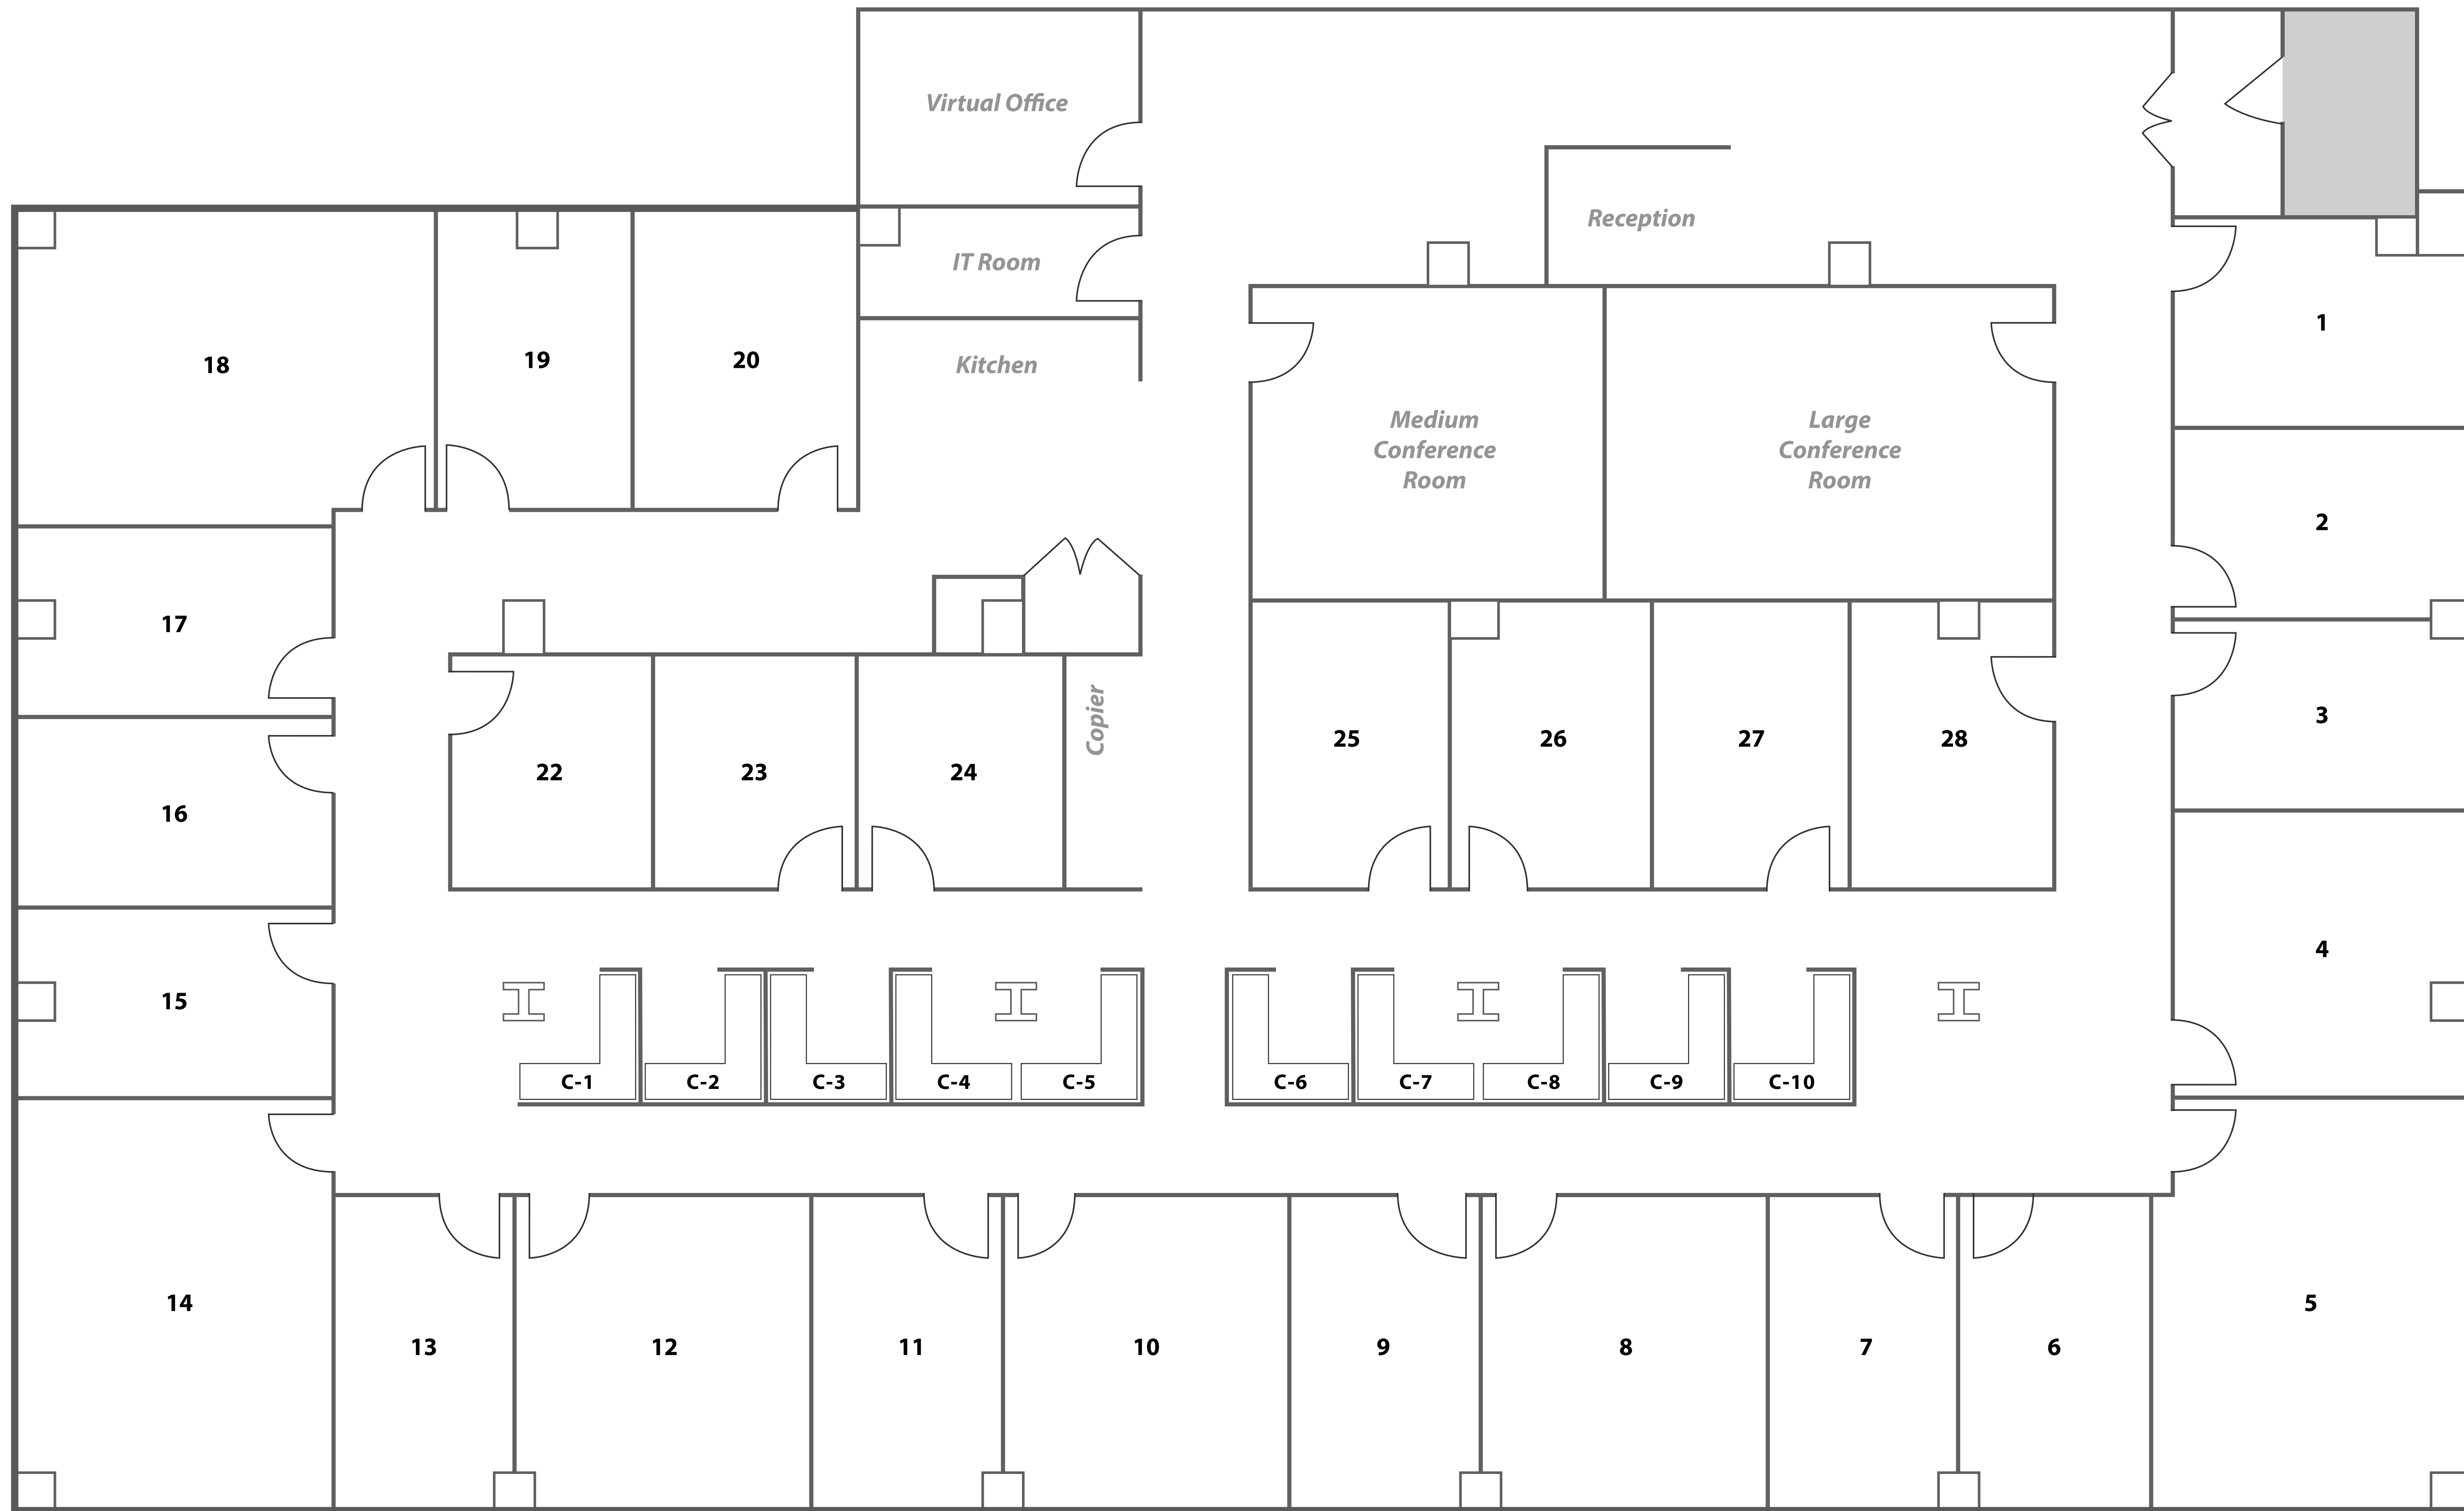 Virtual Office
Reception
IT Room
1
18
19
20
Kitchen
Medium
Conference
Room
Large
Conference
Room
2
17
3
Copier
25
26
27
28
22
23
24
16
4
15
C-1
C-2
C-3
C-4
C-5
C-6
C-7
C-8
C-9
C-10
14
5
13
12
11
10
9
8
7
6